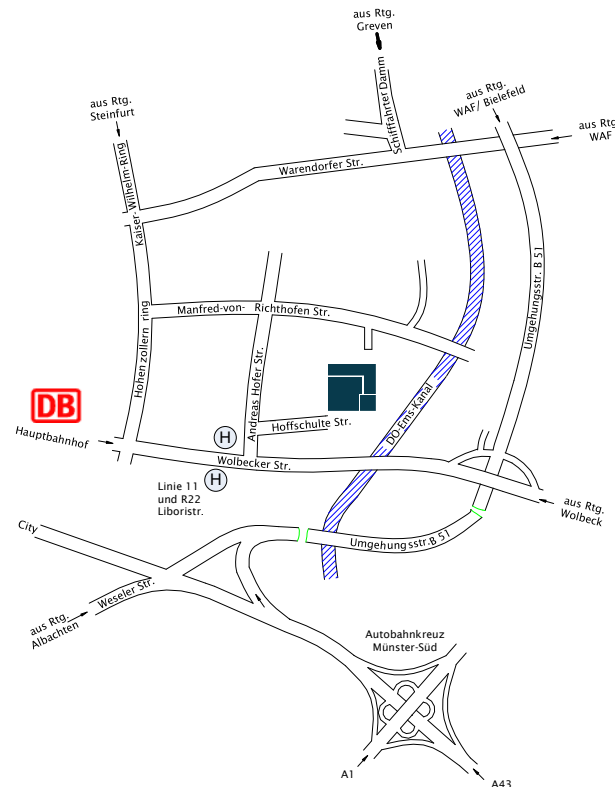 aus Rtg.
Greven
aus Rtg.
WAF/ Bielefeld
aus Rtg.
Steinfurt
aus Rtg
WAF
Schifffahrter Damm
Kaiser-Wilhelm-Ring
Warendorfer Str.
Umgehungsstr. B 51
Manfred-von- Richthofen Str.
Hohenzollern ring
Andreas Hofer Str.
DB
Hauptbahnhof
H
Hoffschulte Str.
DO-Ems-Kanal
Wolbecker Str.
H
Linie 11
und R22
Liboristr.
aus Rtg.
Wolbeck
City
Umgehungsstr.B 51
Weseler Str.
aus Rtg.
Albachten
Autobahnkreuz
Münster-Süd
A1
A43